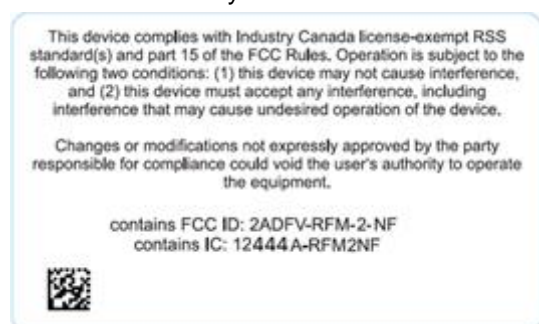 This device complies with Industry Canada license-exempt RSS
standard(s) and part 15 of the FCC Rules. Operation is subject to the
following two conditions: (1) this device may not cause interference,
and (2) this device must accept any interference, including
interference that may cause undesired operation of the device.
Changes or modifications not expressly approved by the party
responsible for compliance could void the user's authority to operate
the equipment.
contains FCC ID: 2ADFV-RFM-2-NF
contains IC: 12444A-RFM2NF